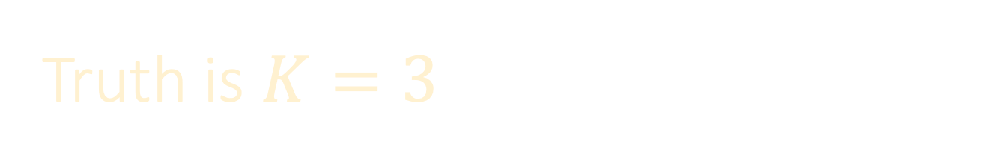 Truth is K = 3